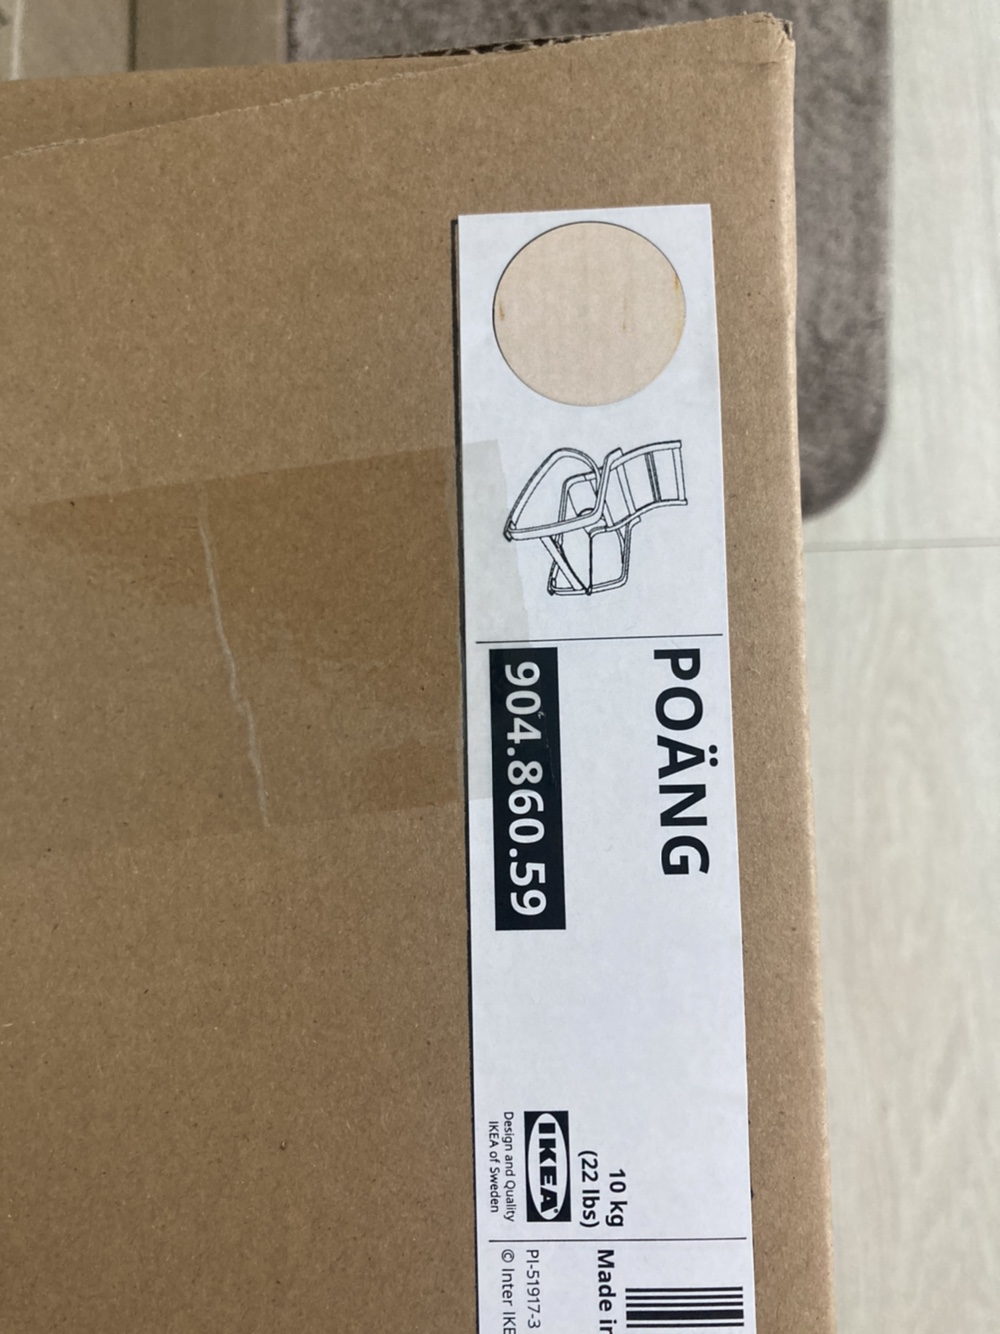 POÄNG
904.860.59
10 kg
(22 lbs)
IKEA®
Design and Quality
IKEA of Sweden
Made in
PI-51917-3
© Inter IKE